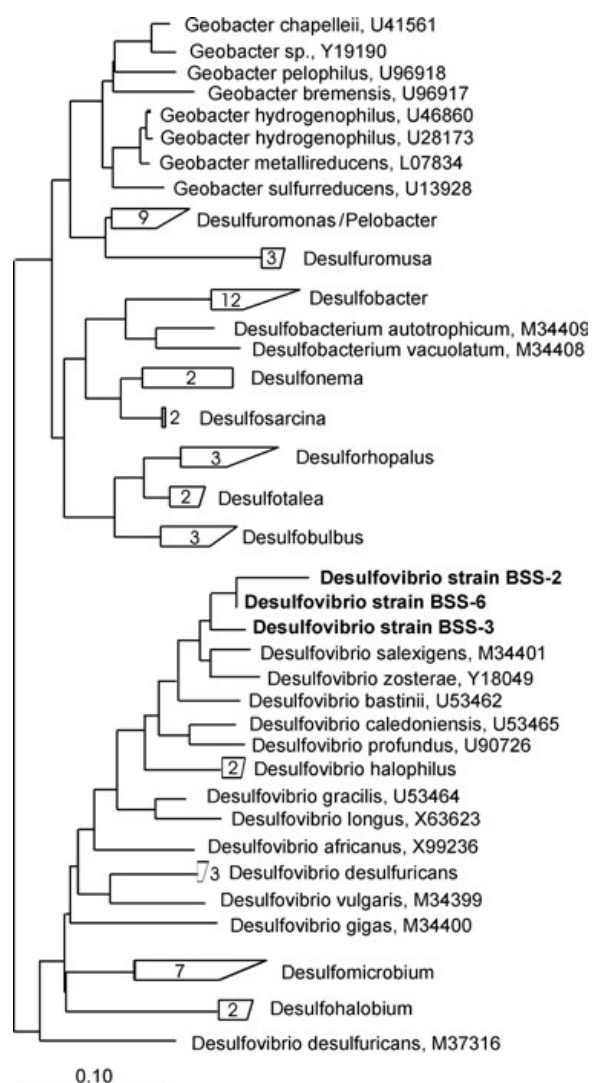 Geobacter chapelleii, U41561
Geobacter sp., Y19190
Geobacter pelophilus, U96918
Geobacter bremensis, U96917
Geobacter hydrogenophilus, U46860
Geobacter hydrogenophilus, U28173
Geobacter metallireducens, L07834
Geobacter sulfurreducens, U13928
9 Desulfuromonas/Pelobacter
3 Desulfuromusa
12 Desulfobacter
Desulfobacterium autotrophicum, M34409
Desulfobacterium vacuolatum, M34408
2 Desulfonema
2 Desulfosarcina
3 Desulforhopalus
2 Desulfotalea
3 Desulfobulbus
Desulfovibrio strain BSS-2
Desulfovibrio strain BSS-6
Desulfovibrio strain BSS-3
Desulfovibrio salexigens, M34401
Desulfovibrio zosterae, Y18049
Desulfovibrio bastinii, U53462
Desulfovibrio caledoniensis, U53465
Desulfovibrio profundus, U90726
2 Desulfovibrio halophilus
Desulfovibrio gracilis, U53464
Desulfovibrio longus, X63623
Desulfovibrio africanus, X99236
3 Desulfovibrio desulfuricans
Desulfovibrio vulgaris, M34399
Desulfovibrio gigas, M34400
7 Desulfomicrobium
2 Desulfohalobium
Desulfovibrio desulfuricans, M37316
0.10